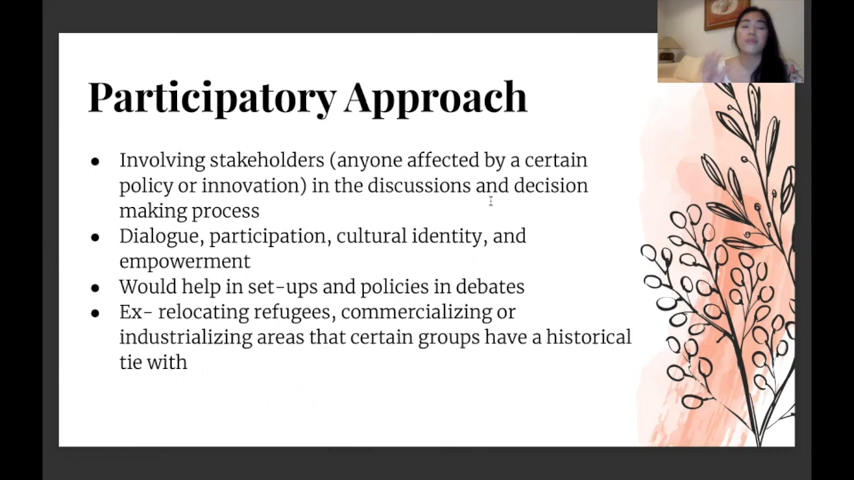 Participatory Approach
● Involving stakeholders (anyone affected by a certain
policy or innovation) in the discussions and decision
making process
● Dialogue, participation, cultural identity, and
empowerment
● Would help in set-ups and policies in debates
● Ex- relocating refugees, commercializing or
industrializing areas that certain groups have a historical
tie with